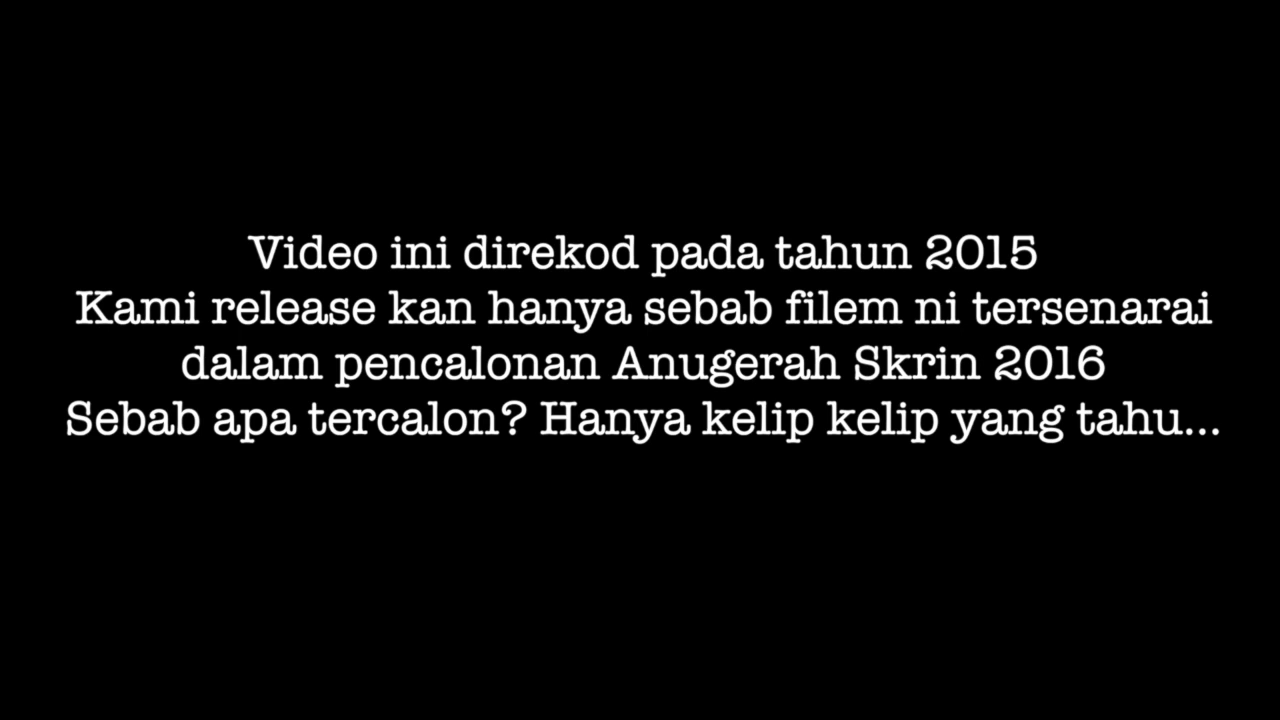 Video ini direkod pada tahun 2015
Kami release kan hanya sebab filem ni tersenarai
dalam pencalonan Anugerah Skrin 2016
Sebab apa tercalon? Hanya kelip kelip yang tahu...